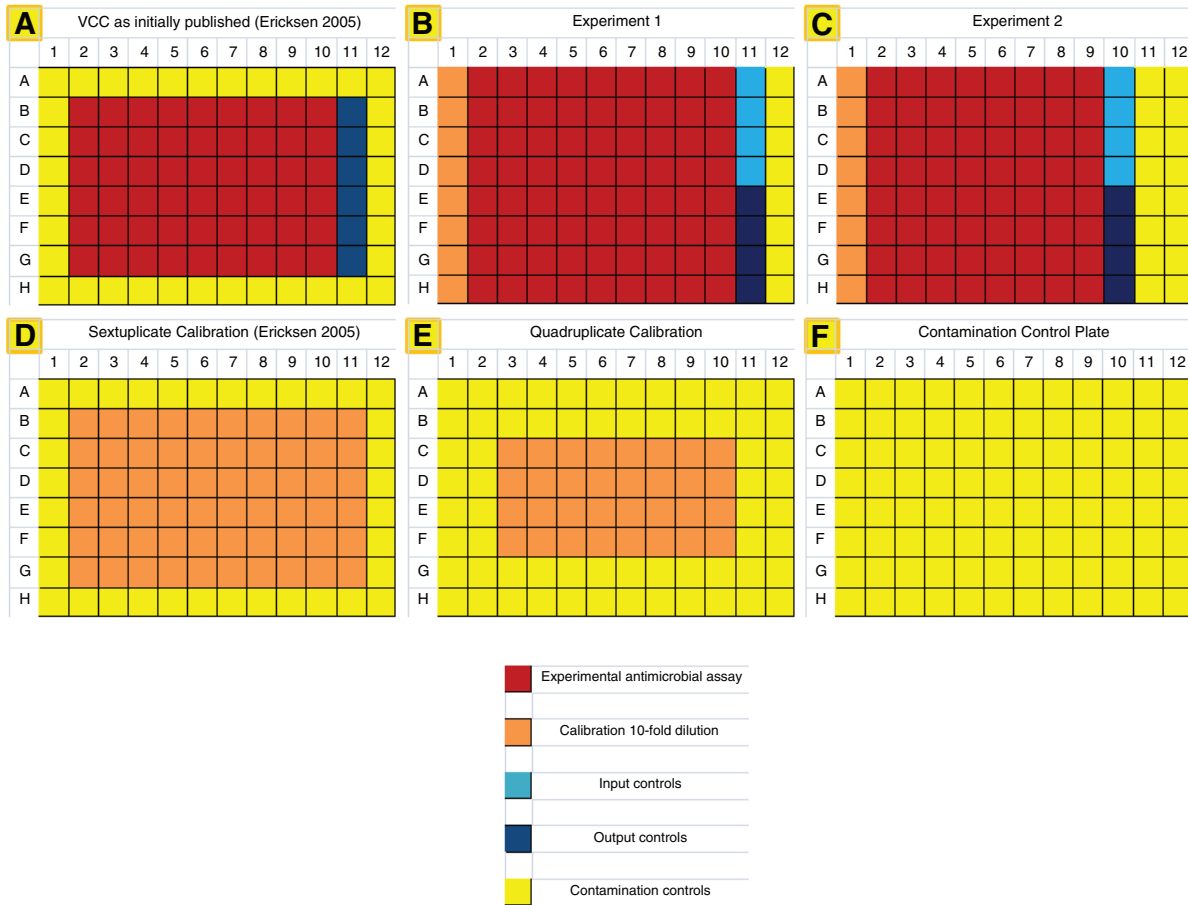 A VCC as initially published (Ericksen 2005)
1 2 3 4 5 6 7 8 9 10 11 12
A
B
C
D
E
F
G
H
B Experiment 1
1 2 3 4 5 6 7 8 9 10 11 12
A
B
C
D
E
F
G
H
C Experiment 2
1 2 3 4 5 6 7 8 9 10 11 12
A
B
C
D
E
F
G
H
D Sextuplicate Calibration (Ericksen 2005)
1 2 3 4 5 6 7 8 9 10 11 12
A
B
C
D
E
F
G
H
E Quadruplicate Calibration
1 2 3 4 5 6 7 8 9 10 11 12
A
B
C
D
E
F
G
H
F Contamination Control Plate
1 2 3 4 5 6 7 8 9 10 11 12
A
B
C
D
E
F
G
H
Experimental antimicrobial assay
Calibration 10-fold dilution
Input controls
Output controls
Contamination controls